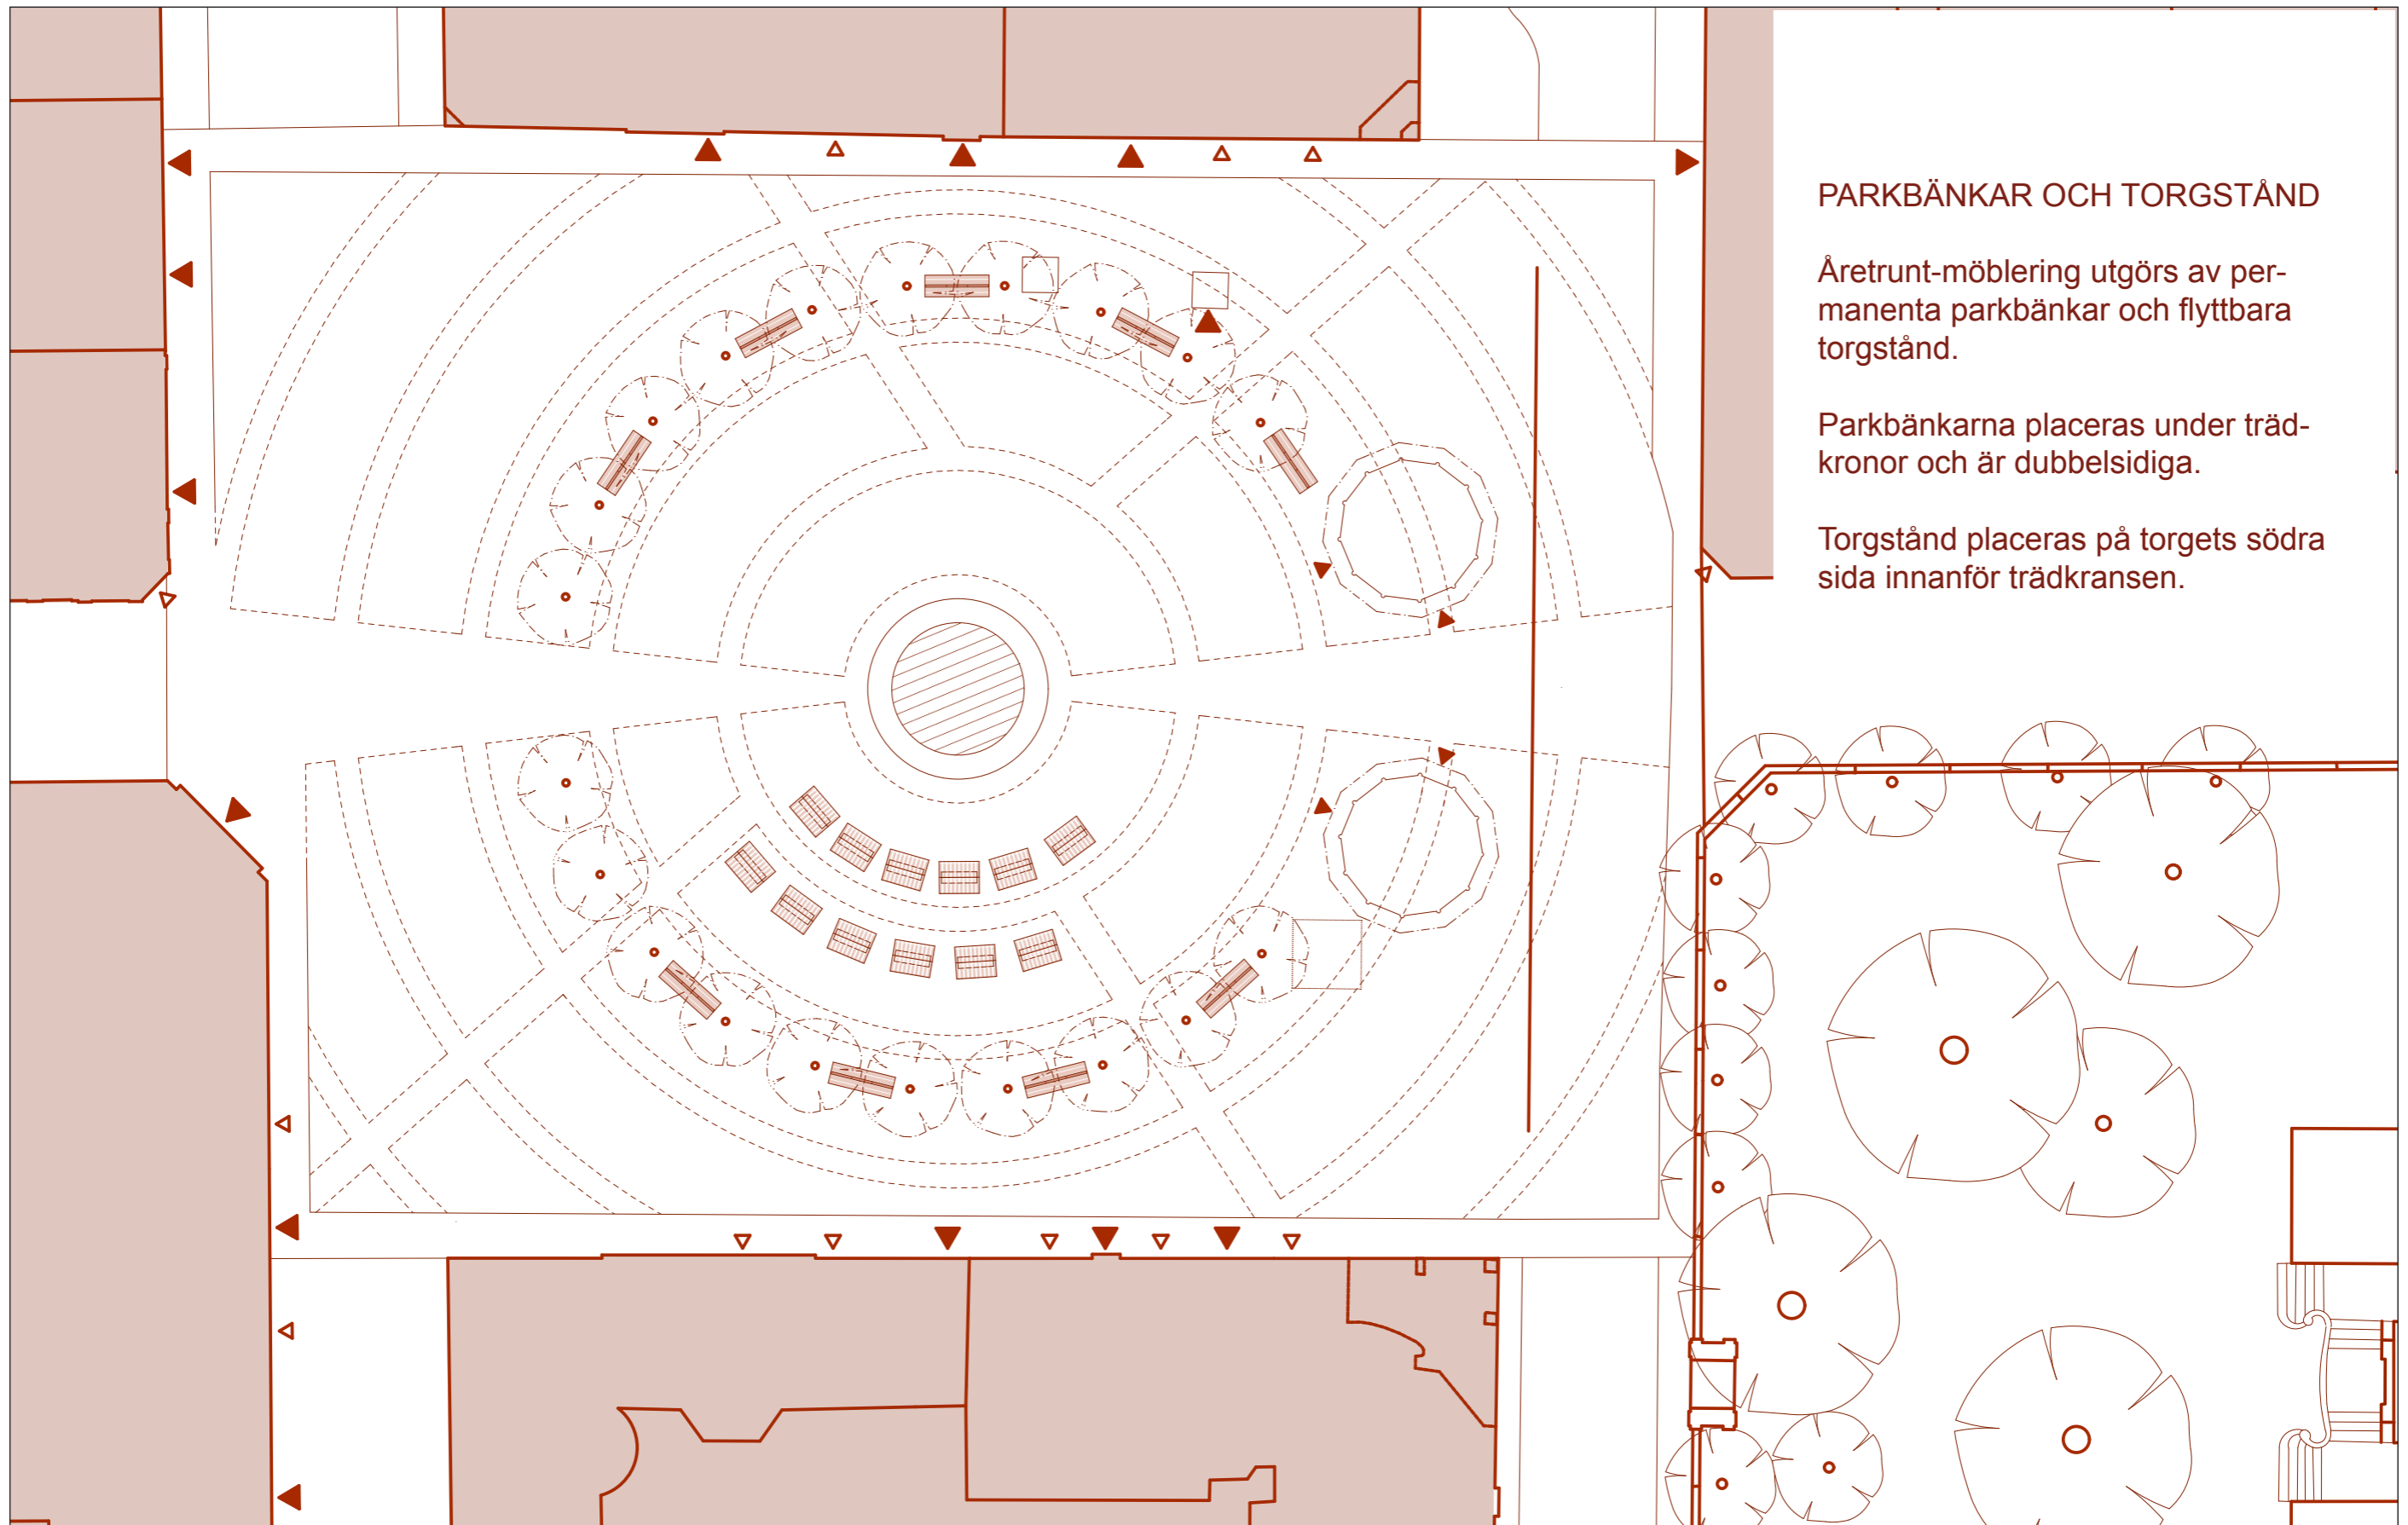 PARKBÄNKAR OCH TORGSTÅND
Åretrunt-möblering utgörs av per-
manenta parkbänkar och flyttbara
torgstånd.
Parkbänkarna placeras under träd-
kronor och är dubbelsidiga.
Torgstånd placeras på torgets södra
sida innanför trädkransen.